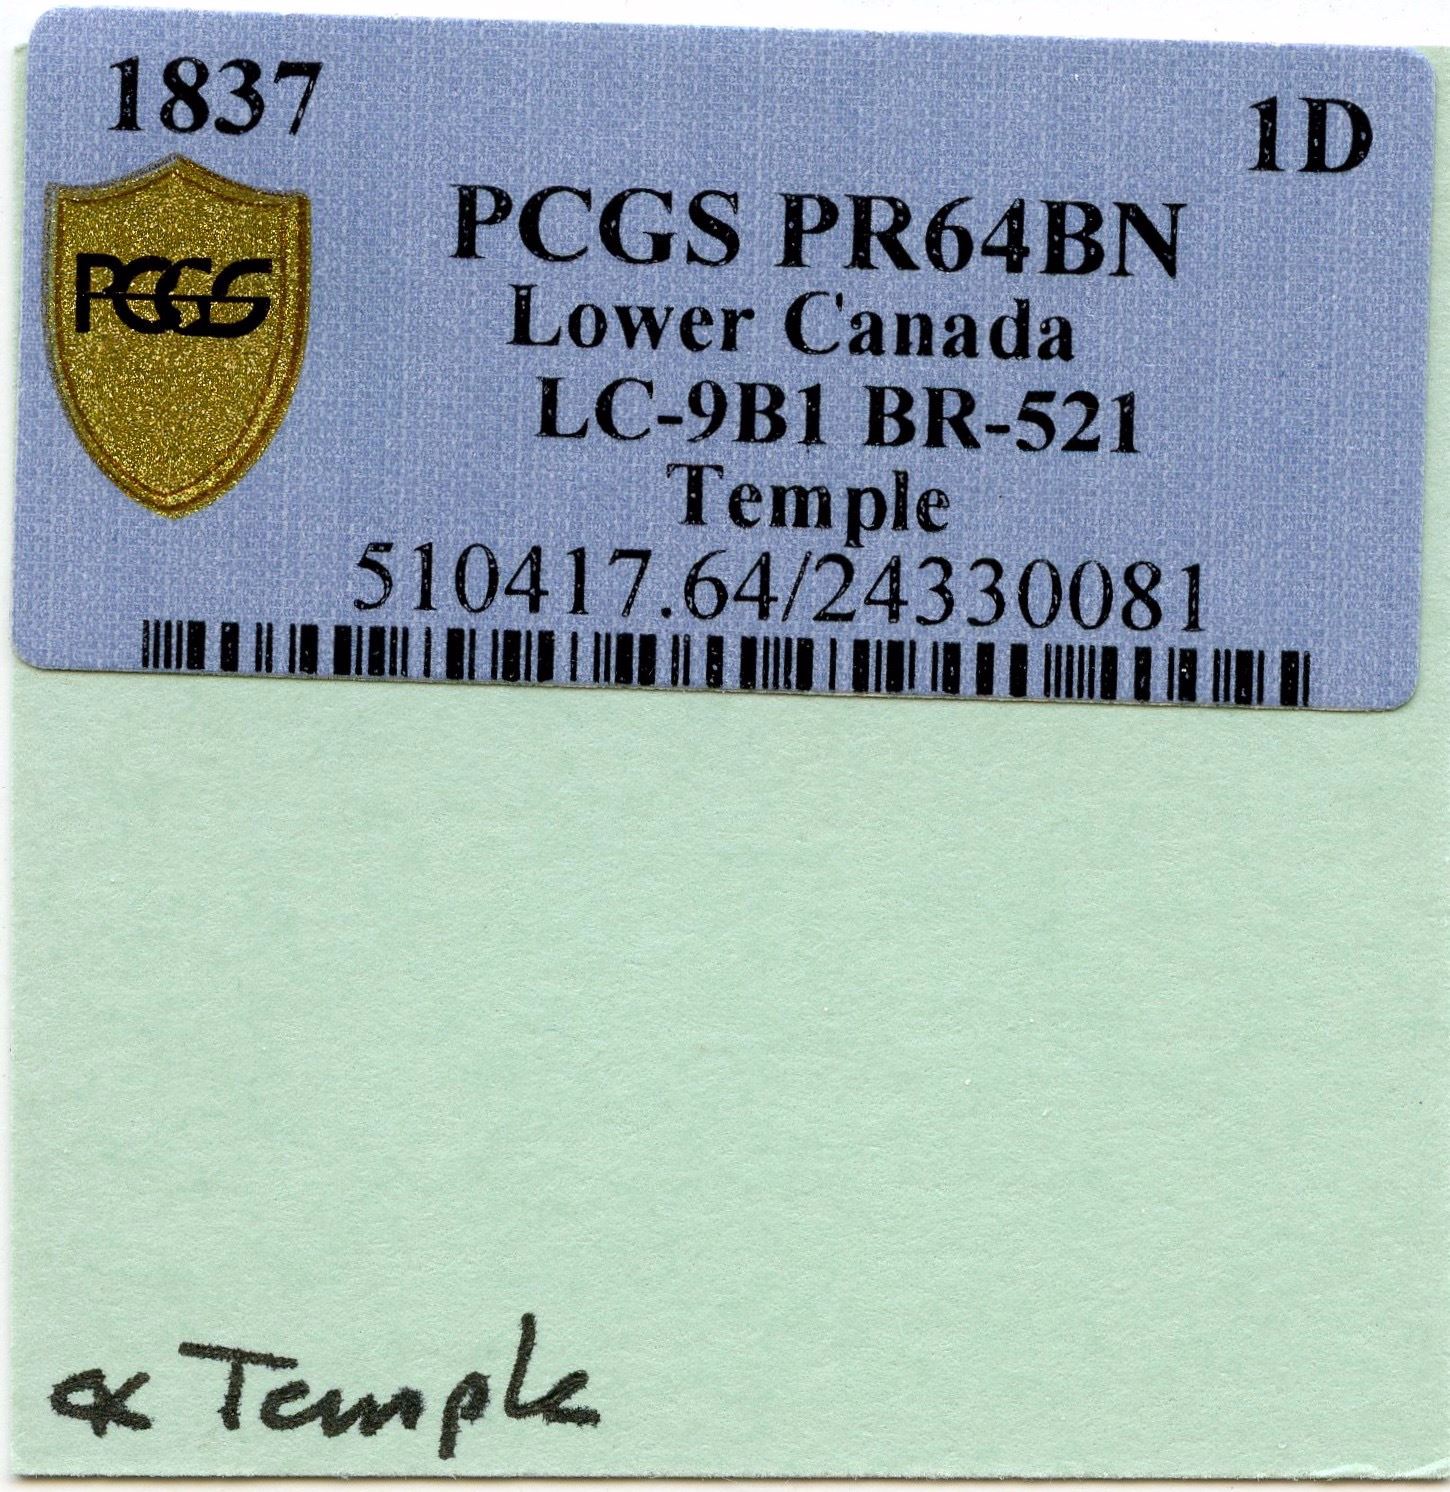 1837 1D
PCGS PR64BN
PCGS
Lower Canada
LC-9B1 BR-521
Temple
510417.64/24330081
ex Temple